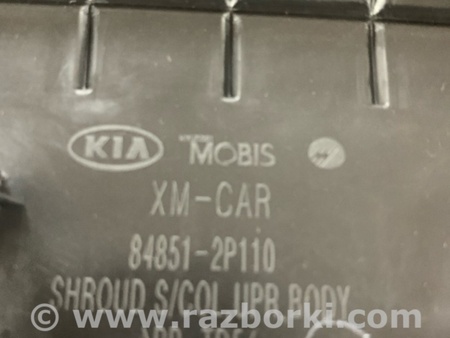 KIA MOBIS
XM-CAR
84851-2P110
SHROUD S/COL UPR BODY
© www.razborki.com